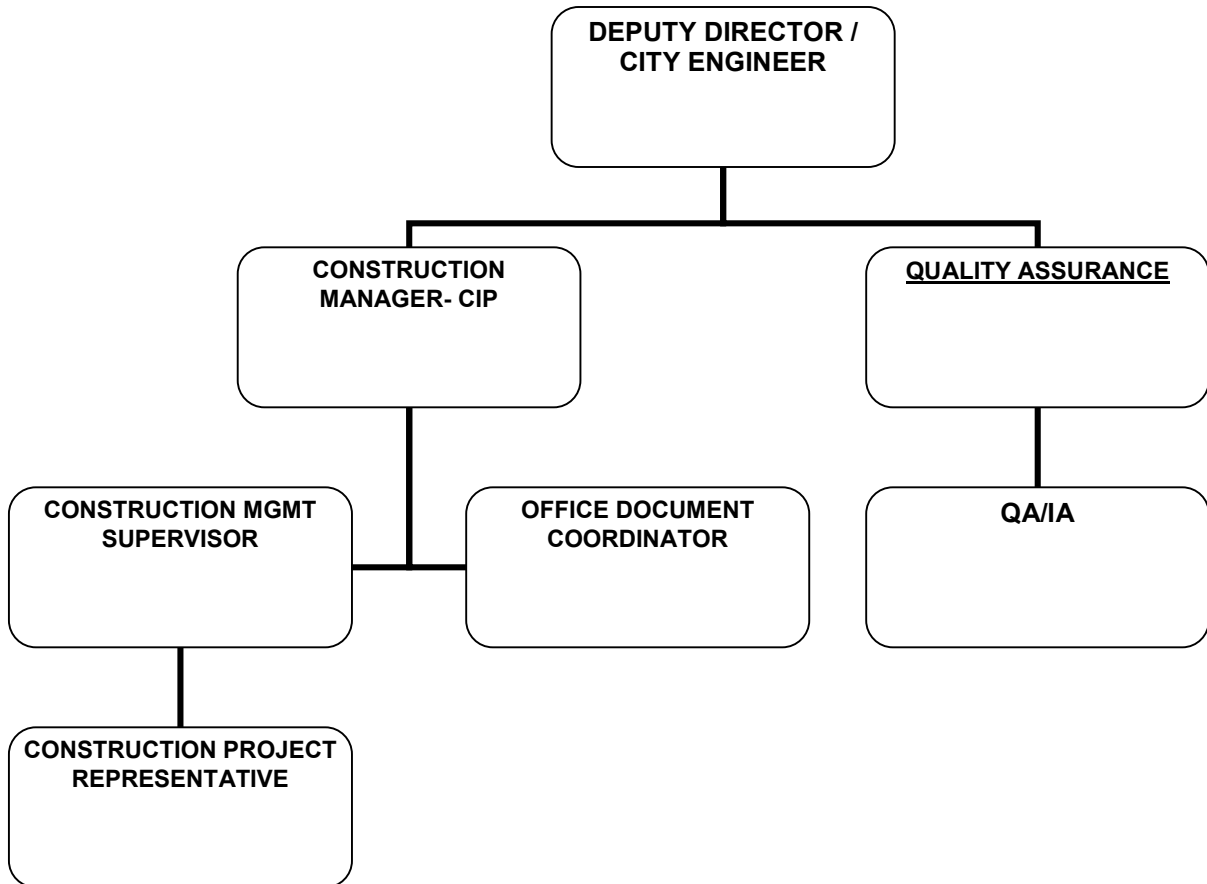 DEPUTY DIRECTOR /
CITY ENGINEER
CONSTRUCTION
MANAGER- CIP
QUALITY ASSURANCE
CONSTRUCTION MGMT
SUPERVISOR
OFFICE DOCUMENT
COORDINATOR
QA/IA
CONSTRUCTION PROJECT
REPRESENTATIVE